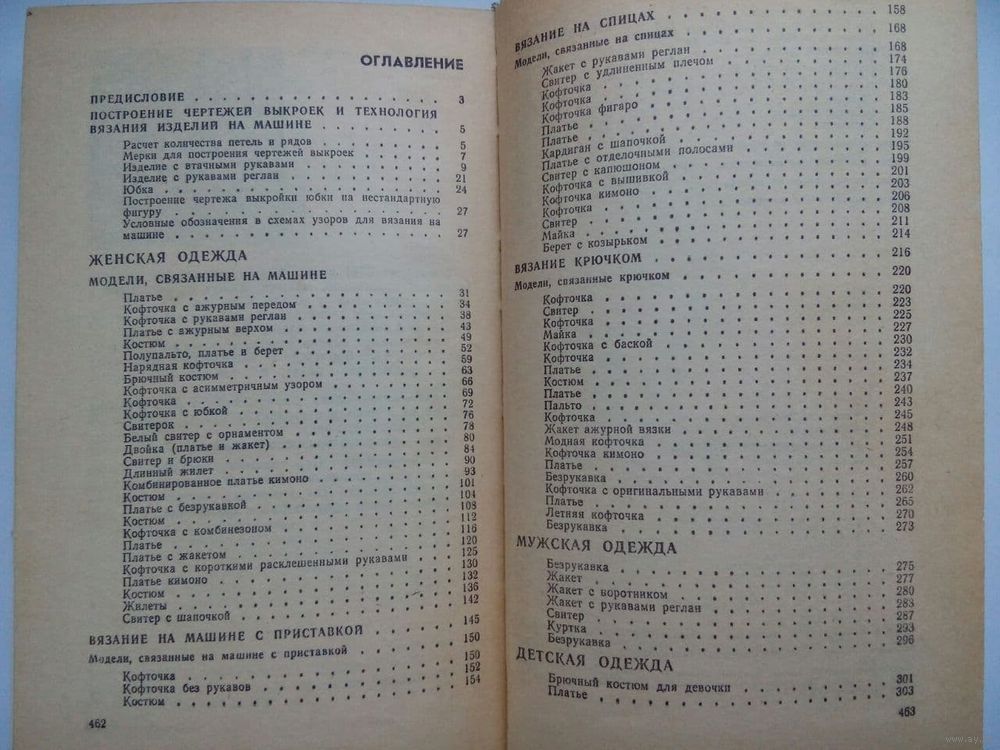 ОГЛАВЛЕНИЕ
ПРЕДИСЛОВИЕ 3
ПОСТРОЕНИЕ ЧЕРТЕЖЕЙ ВЫКРОЕК И ТЕХНОЛОГИЯ
ВЯЗАНИЯ ИЗДЕЛИЙ НА МАШИНЕ 5
Расчет количества петель и рядов 5
Мерки для построения чертежей выкроек 7
Изделие с втачными рукавами 9
Изделие с рукавами реглан 21
Юбка 24
Построение чертежа выкройки юбки на нестандартную
фигуру 27
Условные обозначения в схемах узоров для вязания на
машине 27
ЖЕНСКАЯ ОДЕЖДА
МОДЕЛИ, СВЯЗАННЫЕ НА МАШИНЕ
Платье 31
Кофточка с ажурным передом 34
Кофточка с рукавами реглан 38
Платье с ажурным верхом 43
Костюм 49
Полупальто, платье и берет 52
Нарядная кофточка 59
Брючный костюм 63
Кофточка с асимметричным узором 66
Кофточка 69
Кофточка с юбкой 72
Свитерок 76
Белый свитер с орнаментом 78
Двойка (платье и жакет) 80
Свитер и брюки 84
Длинный жилет 90
Комбинированное платье кимоно 93
Костюм 101
Платье с безрукавкой 104
Костюм 108
Кофточка с комбинезоном 112
Платье 116
Платье с жакетом 120
Кофточка с короткими расклешенными рукавами 125
Платье кимоно 130
Костюм 132
Жилеты 136
Свитер с шапочкой 142
ВЯЗАНИЕ НА МАШИНЕ С ПРИСТАВКОЙ 145
Модели, связанные на машине с приставкой 150
Кофточка 150
Кофточка без рукавов 152
Костюм 154
462
ВЯЗАНИЕ НА СПИЦАХ 158
Модели, связанные на спицах 168
Жакет с рукавами реглан 168
Свитер с удлиненным плечом 174
Кофточка 176
Кофточка 180
Кофточка фигаро 183
Платье 185
Платье 188
Кардиган с шапочкой 192
Платье с отделочными полосами 195
Свитер с капюшоном 199
Кофточка с вышивкой 201
Кофточка кимоно 203
Кофточка 206
Свитер 208
Майка 211
Берет с козырьком 214
ВЯЗАНИЕ КРЮЧКОМ 216
Модели, связанные крючком 220
Кофточка 220
Свитер 223
Кофточка 225
Майка 227
Кофточка с баской 230
Кофточка 232
Платье 234
Костюм 237
Платье 240
Пальто 243
Кофточка 245
Жакет ажурной вязки 248
Модная кофточка 251
Кофточка кимоно 254
Платье 257
Безрукавка 260
Кофточка с оригинальными рукавами 262
Платье 265
Летняя кофточка 270
Безрукавка 273
МУЖСКАЯ ОДЕЖДА
Безрукавка 275
Жакет 277
Жакет с воротником 280
Жакет с рукавами реглан 283
Свитер 287
Куртка 293
Безрукавка 296
ДЕТСКАЯ ОДЕЖДА
Брючный костюм для девочки 301
Платье 303
463